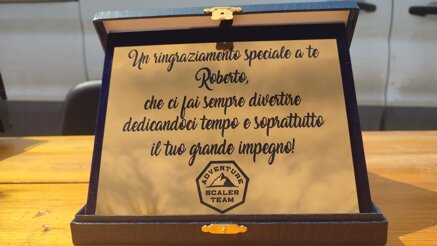 Un ringraziamento speciale a te
Roberto,
che ci fai sempre divertire
dedicandoci tempo e soprattutto
il tuo grande impegno!
ADVENTURE
SCALER
TEAM